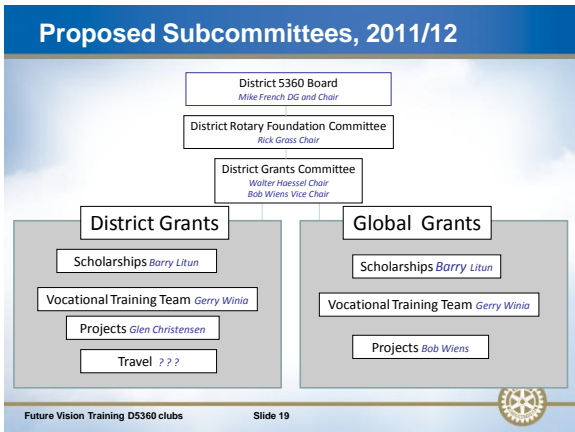 Proposed Subcommittees, 2011/12
District 5360 Board
Mike French DG and Chair
District Rotary Foundation Committee
Rick Grass Chair
District Grants Committee
Walter Haessel Chair
Bob Wiens Vice Chair
District Grants
Scholarships Barry Litun
Vocational Training Team Gerry Winia
Projects Glen Christensen
Travel ? ? ?
Global Grants
Scholarships Barry Litun
Vocational Training Team Gerry Winia
Projects Bob Wiens
Future Vision Training D5360 clubs Slide 19